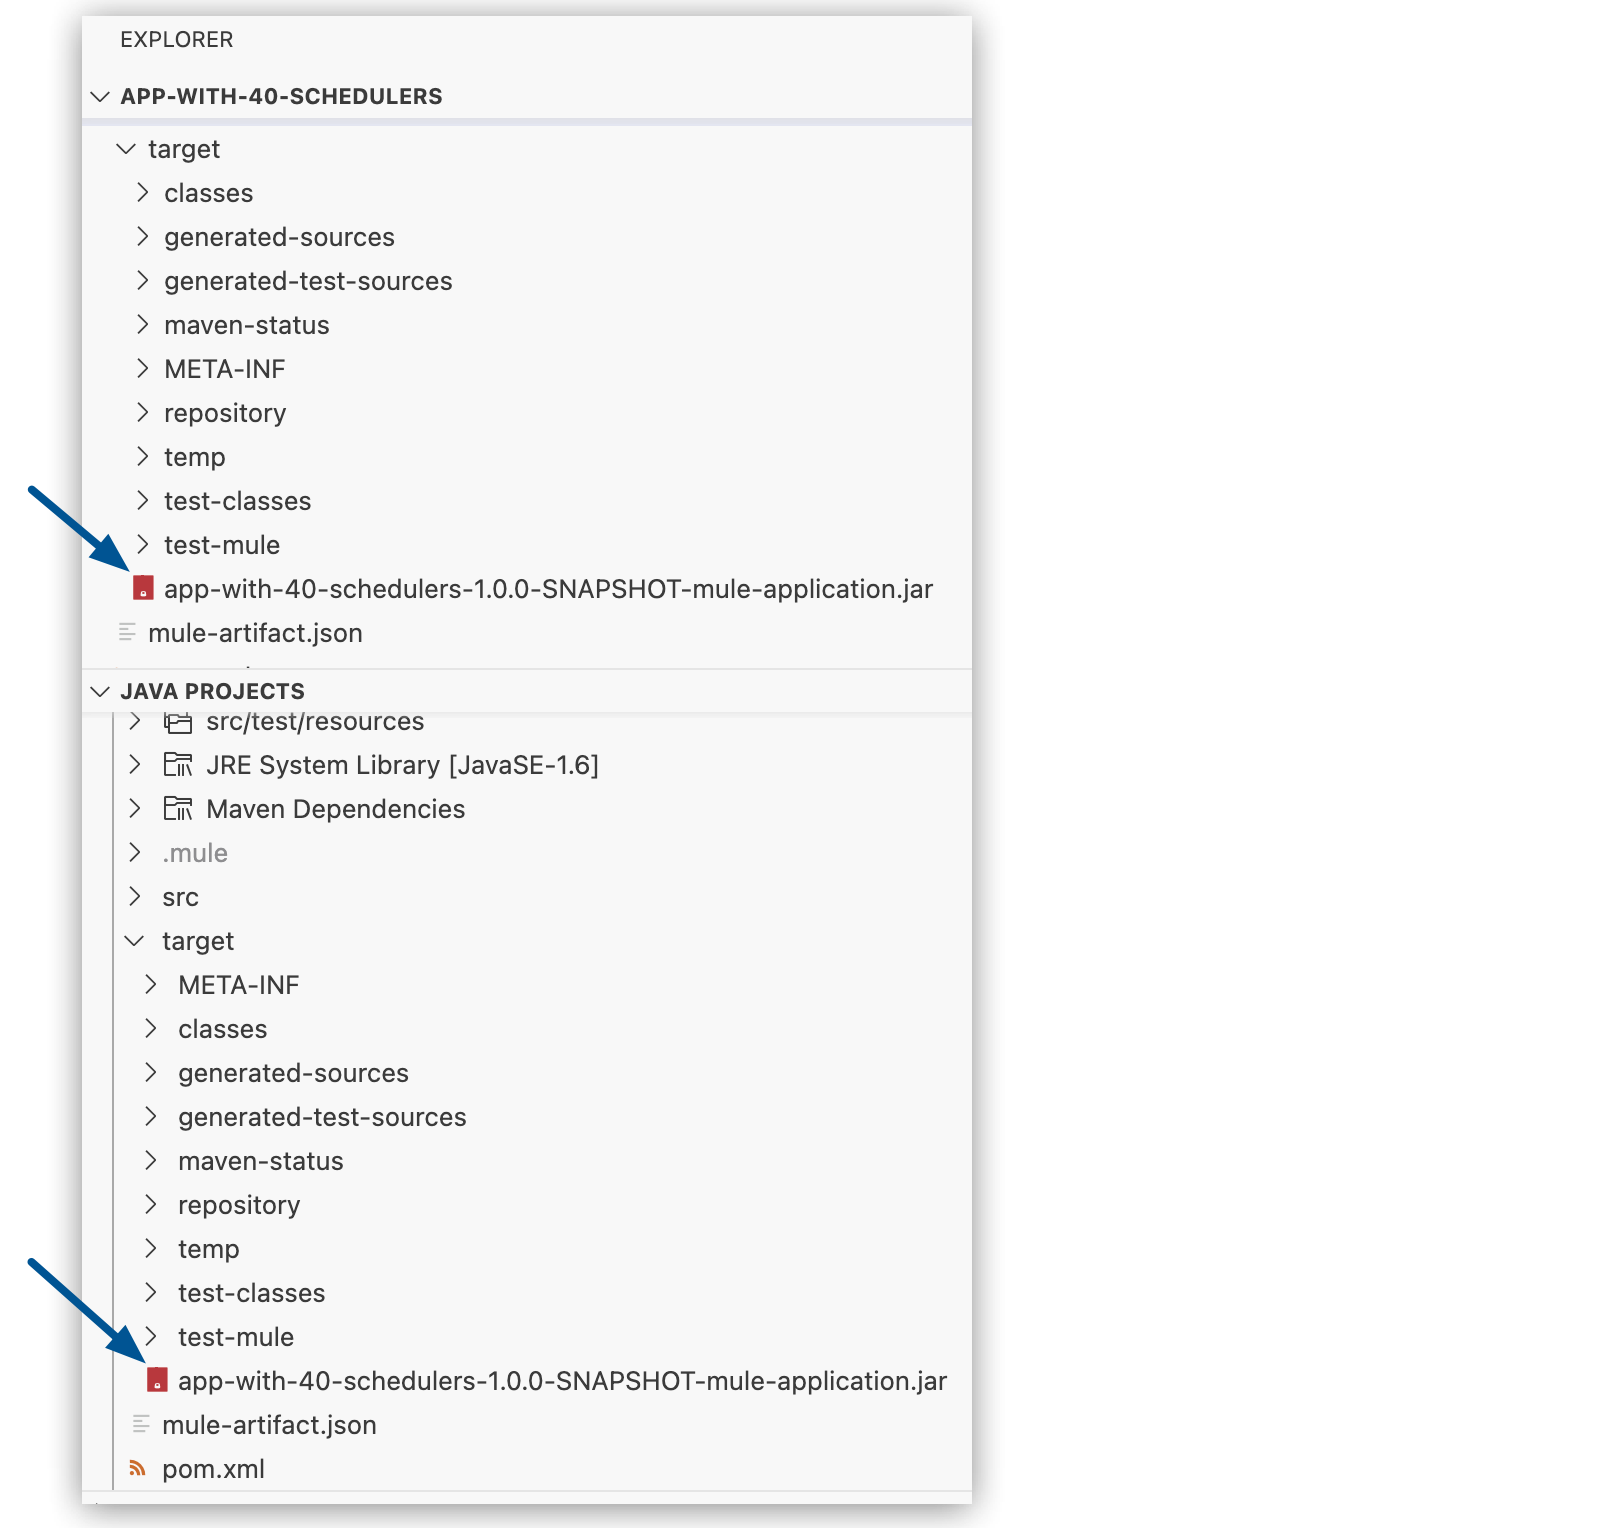 EXPLORER
APP-WITH-40-SCHEDULERS
target
classes
generated-sources
generated-test-sources
maven-status
META-INF
repository
temp
test-classes
test-mule
app-with-40-schedulers-1.0.0-SNAPSHOT-mule-application.jar
mule-artifact.json
JAVA PROJECTS
src/test/resources
JRE System Library [JavaSE-1.6]
Maven Dependencies
.mule
src
target
META-INF
classes
generated-sources
generated-test-sources
maven-status
repository
temp
test-classes
test-mule
app-with-40-schedulers-1.0.0-SNAPSHOT-mule-application.jar
mule-artifact.json
pom.xml